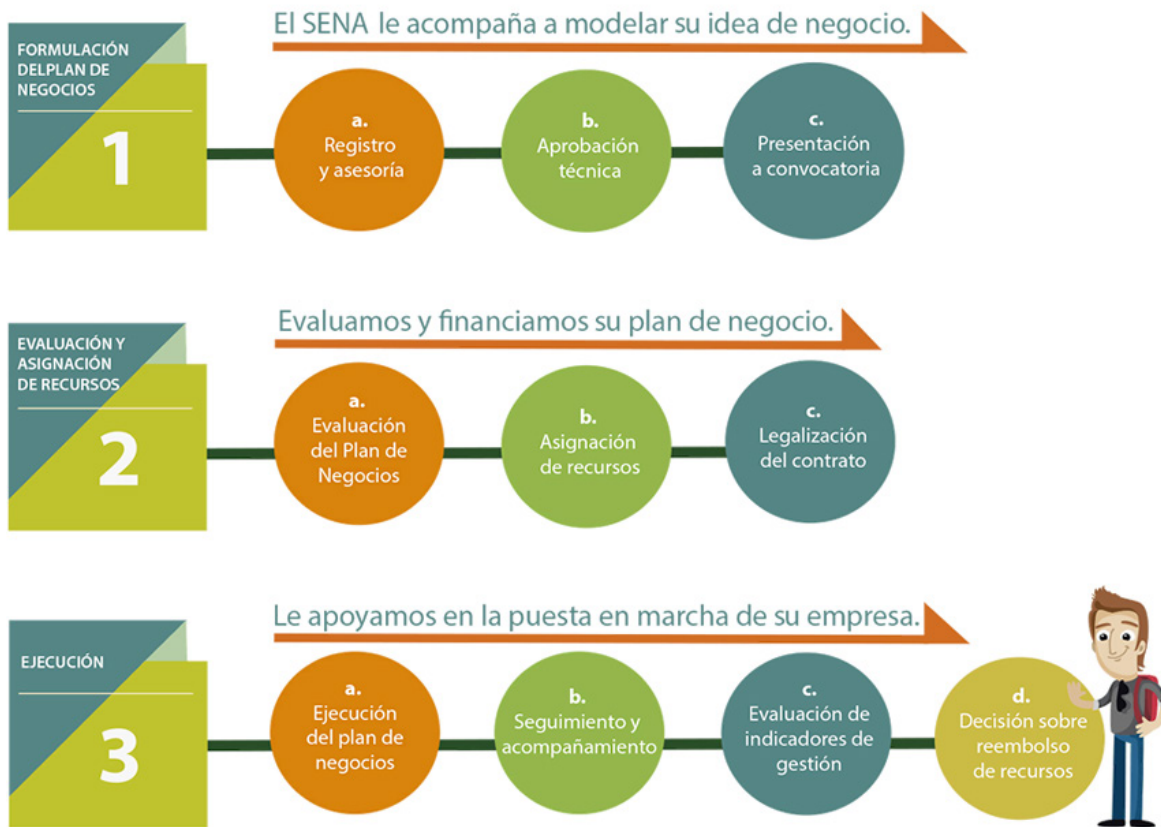 El SENA le acompaña a modelar su idea de negocio.
FORMULACIÓN
DELPLAN DE
NEGOCIOS
1
a.
Registro
y asesoría
b.
Aprobación
técnica
c.
Presentación
a convocatoria
Evaluamos y financiamos su plan de negocio.
EVALUACIÓN Y
ASIGNACIÓN
DE RECURSOS
2
a.
Evaluación
del Plan de
Negocios
b.
Asignación
de recursos
c.
Legalización
del contrato
Le apoyamos en la puesta en marcha de su empresa.
EJECUCIÓN
3
a.
Ejecución
del plan de
negocios
b.
Seguimiento y
acompañamiento
c.
Evaluación de
indicadores de
gestión
d.
Decisión sobre
reembolso
de recursos